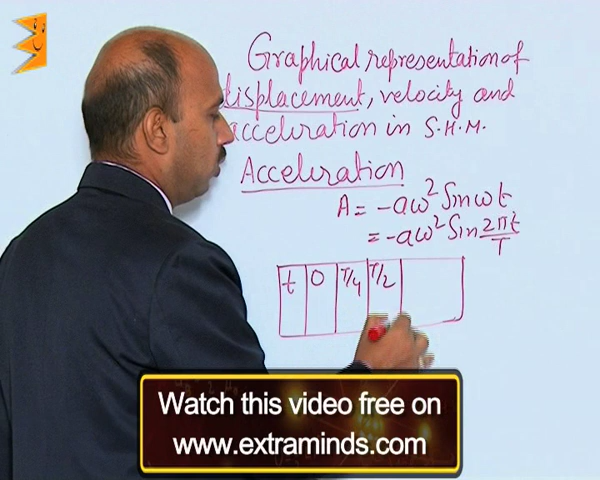 Graphical representation of
displacement, velocity and
acceleration in S.H.M.
Acceleration
A = -aω² Sin ωt
= -aω² Sin 2πt/T
t 0 T/4 T/2
Watch this video free on
www.extraminds.com